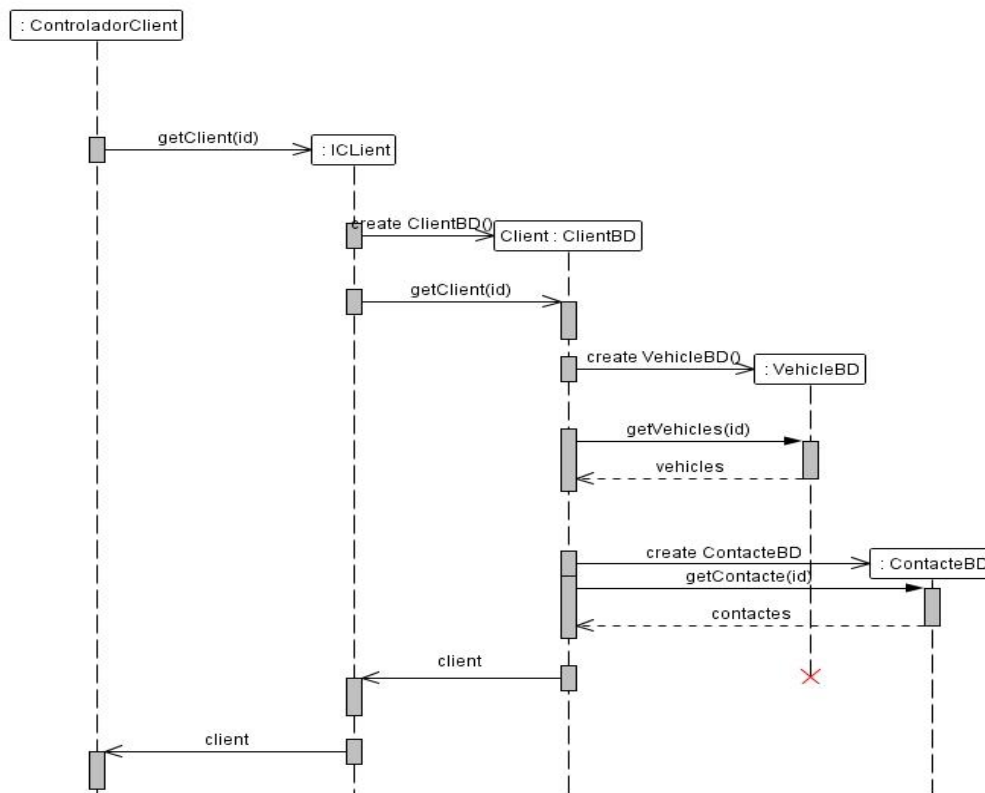 : ControladorClient
getClient(id)
: ICLient
create ClientBD()
Client : ClientBD
getClient(id)
create VehicleBD()
: VehicleBD
getVehicles(id)
vehicles
create ContacteBD
: ContacteBD
getContacte(id)
contactes
client
client